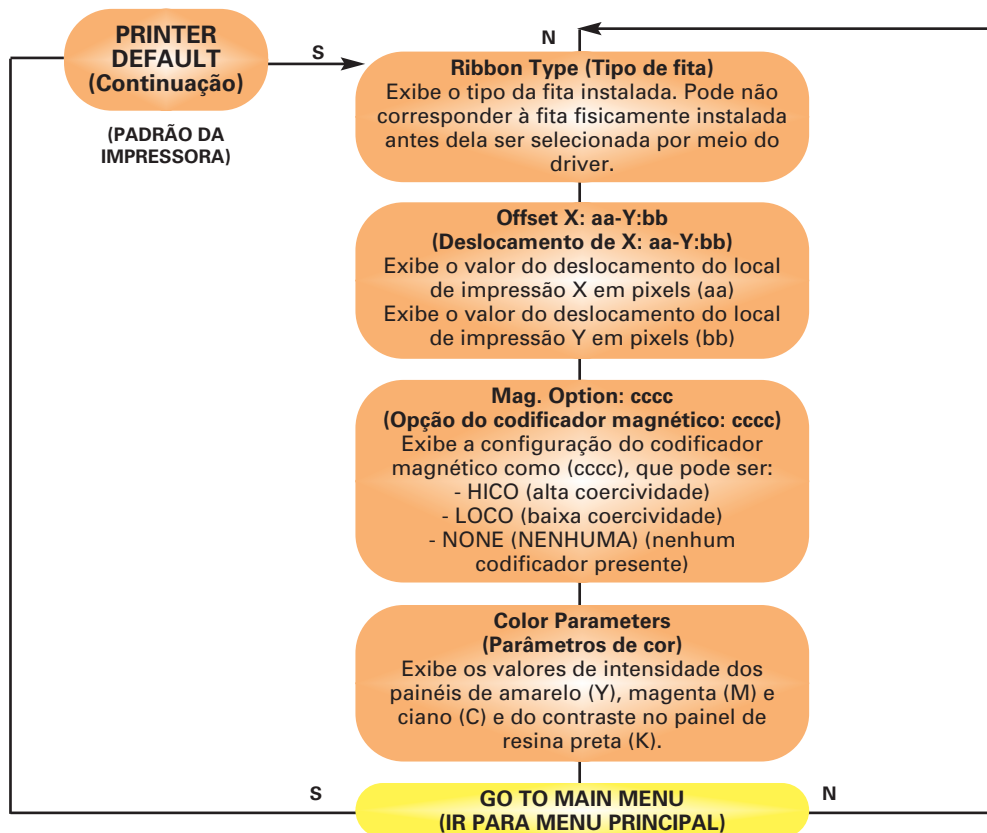 PRINTER
DEFAULT
(Continuação)
(PADRÃO DA
IMPRESSORA)
S
N
Ribbon Type (Tipo de fita)
Exibe o tipo da fita instalada. Pode não
corresponder à fita fisicamente instalada
antes dela ser selecionada por meio do
driver.
Offset X: aa-Y:bb
(Deslocamento de X: aa-Y:bb)
Exibe o valor do deslocamento do local
de impressão X em pixels (aa)
Exibe o valor do deslocamento do local
de impressão Y em pixels (bb)
Mag. Option: cccc
(Opção do codificador magnético: cccc)
Exibe a configuração do codificador
magnético como (cccc), que pode ser:
- HICO (alta coercividade)
- LOCO (baixa coercividade)
- NONE (NENHUMA) (nenhum
codificador presente)
Color Parameters
(Parâmetros de cor)
Exibe os valores de intensidade dos
painéis de amarelo (Y), magenta (M) e
ciano (C) e do contraste no painel de
resina preta (K).
S
GO TO MAIN MENU
(IR PARA MENU PRINCIPAL)
N